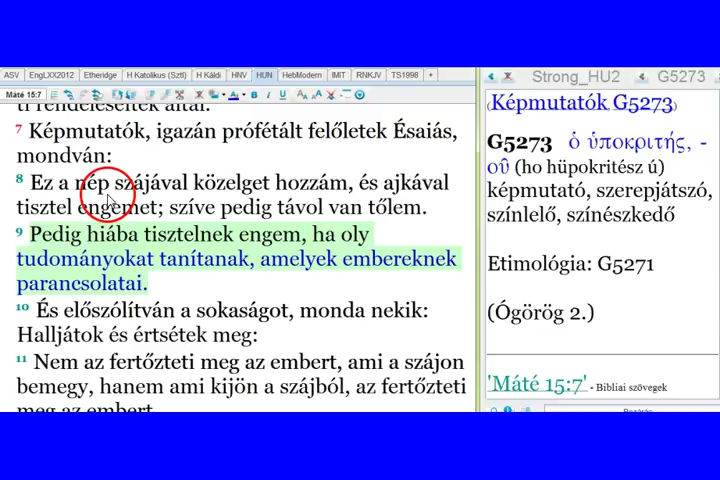 ASV EngLXX2012 Etheridge H Katolikus (Sztl) H Káldi HNV HUN HebModern IMIT RNKJV TS1998 +
Máté 15:7
ti rendeléseitek által.
7 Képmutatók, igazán prófétált felőletek Ésaiás,
mondván:
8 Ez a nép szájával közelget hozzám, és ajkával
tisztel engemet; szíve pedig távol van tőlem.
9 Pedig hiába tisztelnek engem, ha oly
tudományokat tanítanak, amelyek embereknek
parancsolatai.
10 És előszólítván a sokaságot, monda nekik:
Halljátok és értsétek meg:
11 Nem az fertőzteti meg az embert, ami a szájon
bemegy, hanem ami kijön a szájból, az fertőzteti
meg az embert.
Strong_HU2 G5273
(Képmutatók G5273)
G5273 ὁ ὑποκριτής, -
οῦ (ho hüpokritész ú)
képmutató, szerepjátszó,
színlelő, színészkedő
Etimológia: G5271
(Ógörög 2.)
'Máté 15:7' - Bibliai szövegek